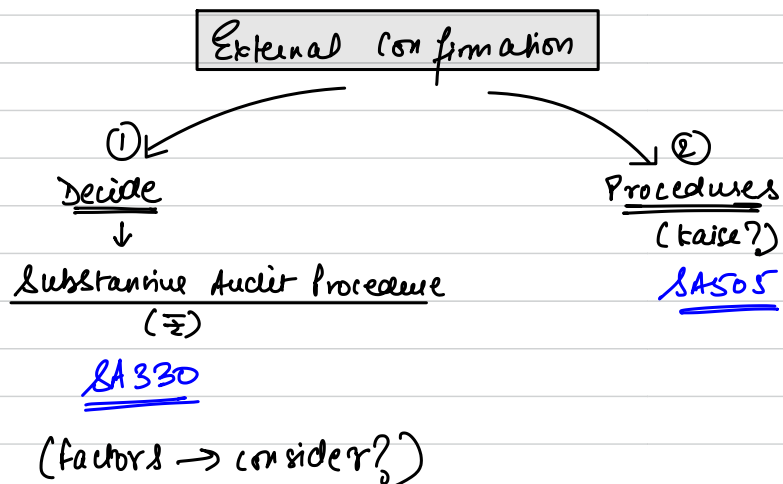 External Confirmation
①
Decide
↓
Substantive Audit Procedure
SA330
(factors → consider?)
②
Procedures
(kaise?)
SA505